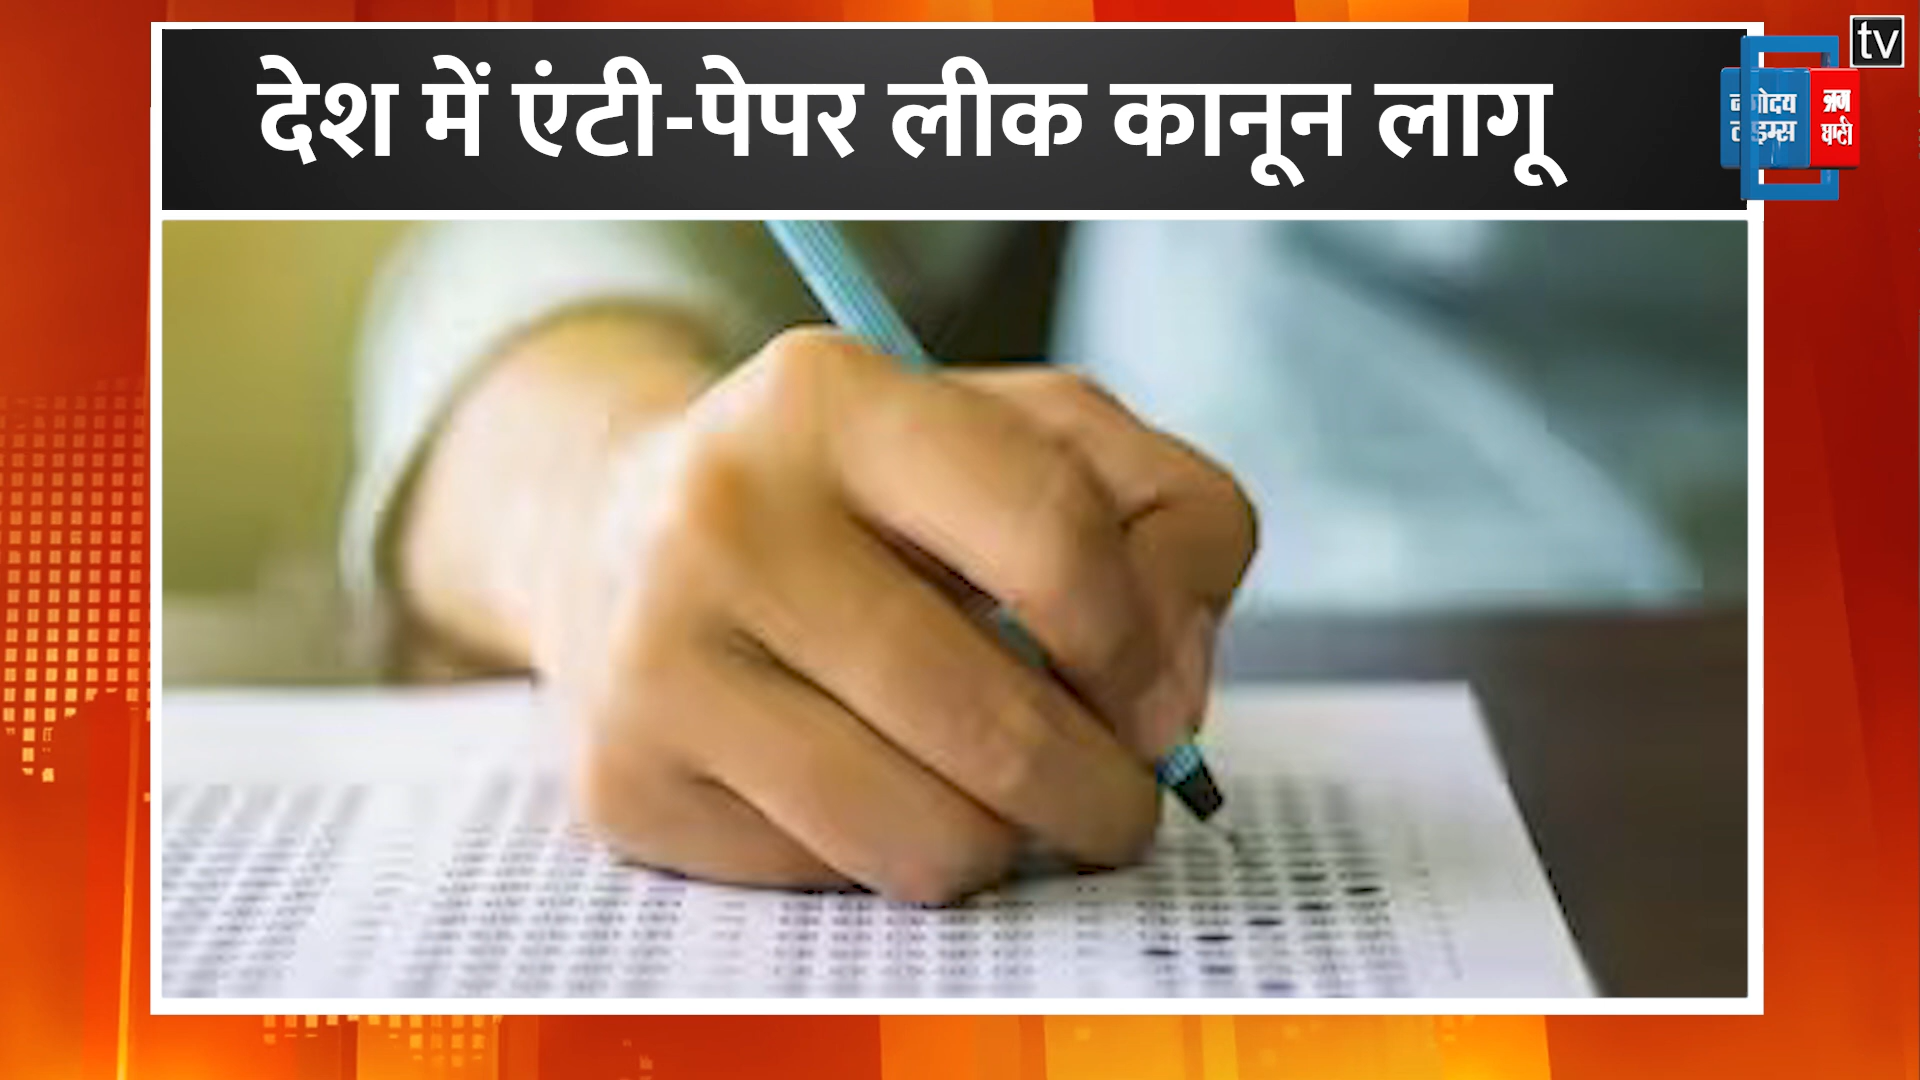 देश में एंटी-पेपर लीक कानून लागू
tv